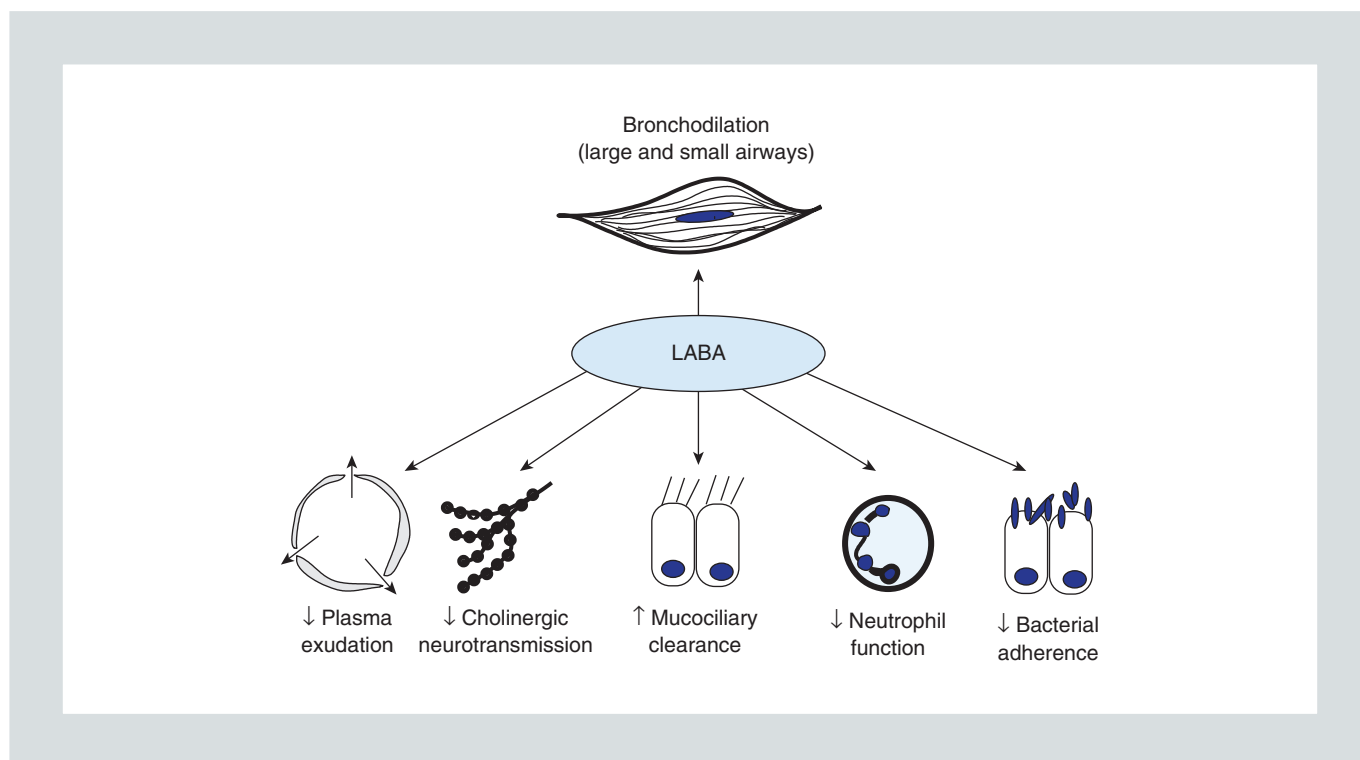 Bronchodilation
(large and small airways)
LABA
↓ Plasma
exudation
↓ Cholinergic
neurotransmission
↑ Mucociliary
clearance
↓ Neutrophil
function
↓ Bacterial
adherence